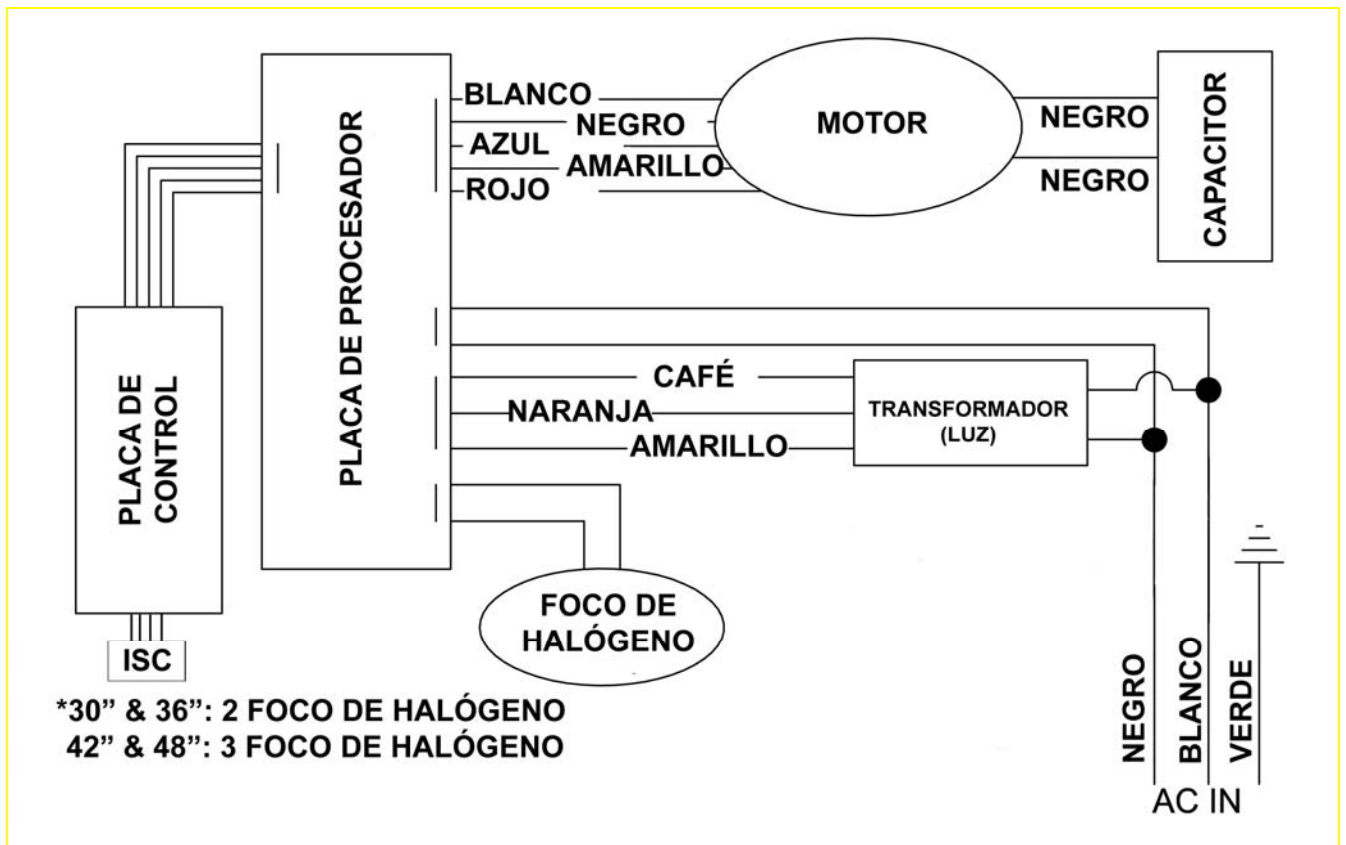 PLACA DE PROCESADOR
BLANCO
NEGRO
AZUL
AMARILLO
ROJO
MOTOR
NEGRO
NEGRO
CAPACITOR
PLACA DE
CONTROL
CAFÉ
NARANJA
AMARILLO
TRANSFORMADOR
(LUZ)
FOCO DE
HALÓGENO
ISC
*30” & 36”: 2 FOCO DE HALÓGENO
42” & 48”: 3 FOCO DE HALÓGENO
NEGRO
BLANCO
VERDE
AC IN